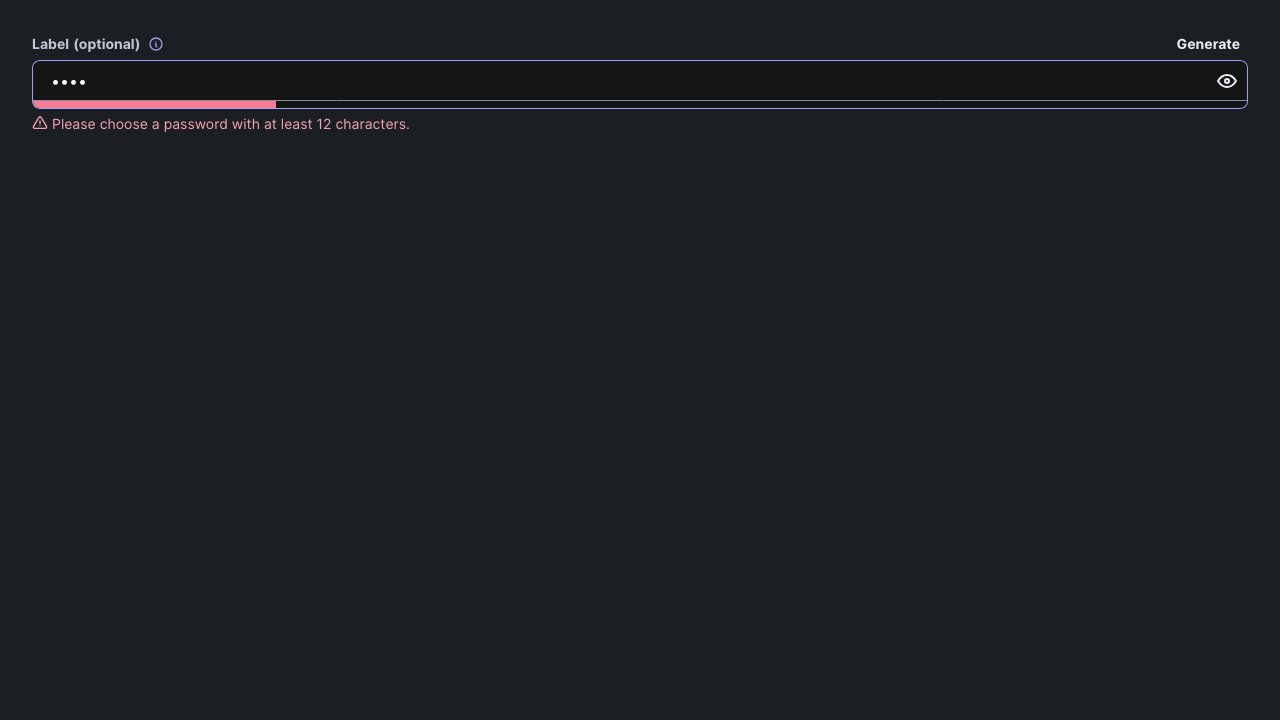 Label (optional)
Generate
••••
Please choose a password with at least 12 characters.